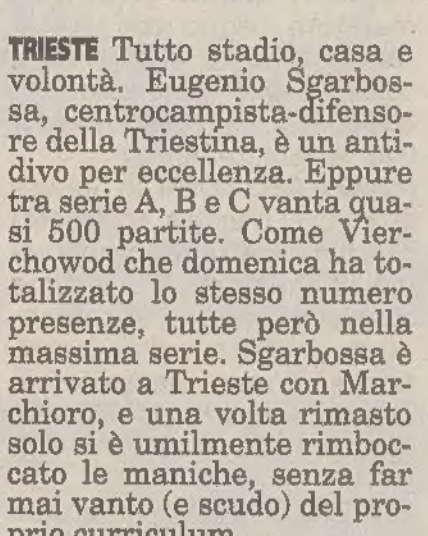 TRIESTE Tutto stadio, casa e
volontà. Eugenio Sgarbos-
sa, centrocampista-difenso-
re della Triestina, è un anti-
divo per eccellenza. Eppure
tra serie A, B e C vanta qua-
si 500 partite. Come Vier-
chowod che domenica ha to-
talizzato lo stesso numero
presenze, tutte però nella
massima serie. Sgarbossa è
arrivato a Trieste con Mar-
chioro, e una volta rimasto
solo si è umilmente rimboc-
cato le maniche, senza far
mai vanto (e scudo) del pro-
prio curriculum